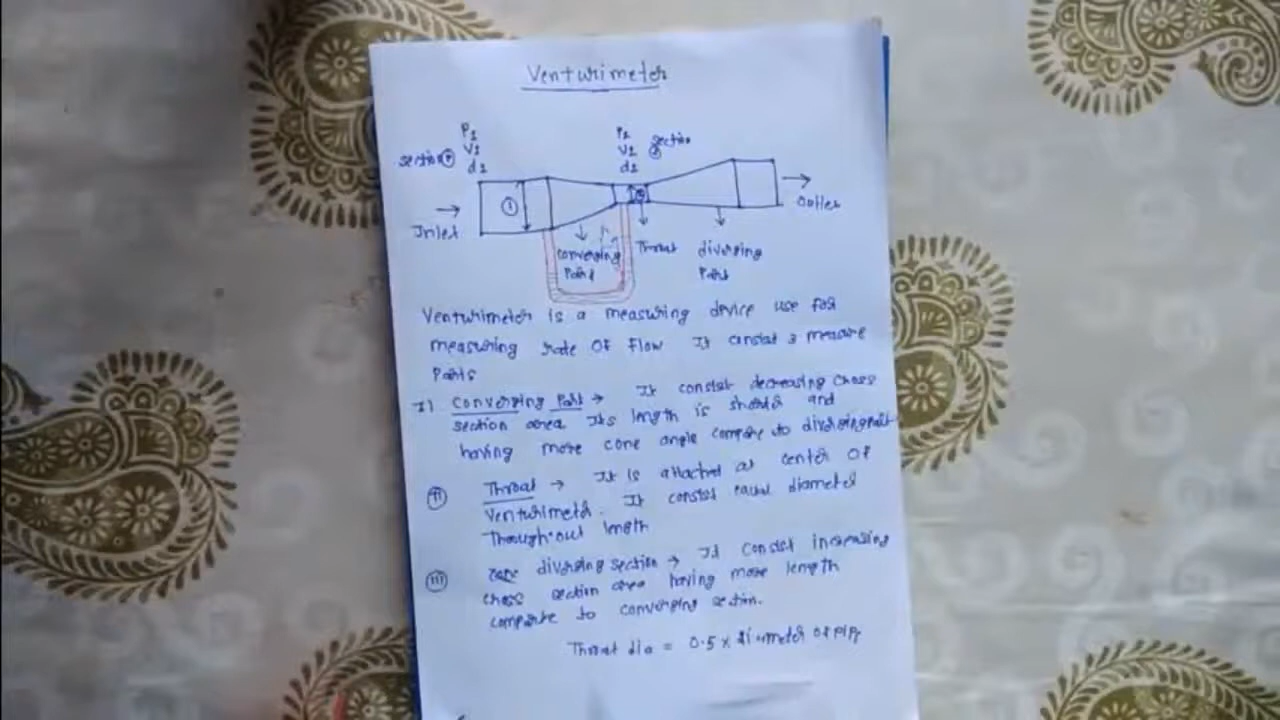 Venturimeter
P1
V1
section ① d1
P2
V2 section
d2 ②
①
Inlet
Outlet
converging
part
Throat
diverging
part
Venturimeter is a measuring device use for
measuring rate of flow It consist 3 measure
parts
I) Converging part → It consist decreasing cross
section area Its length is shorter and
having more cone angle compare to diverging part
II) Throat → It is attached at center of
Venturimeter. It consist equal diameter
Throughout length
III) diverging section → It consist increasing
cross section area having more length
compare to converging section.
Throat dia = 0.5 x diameter of pipe